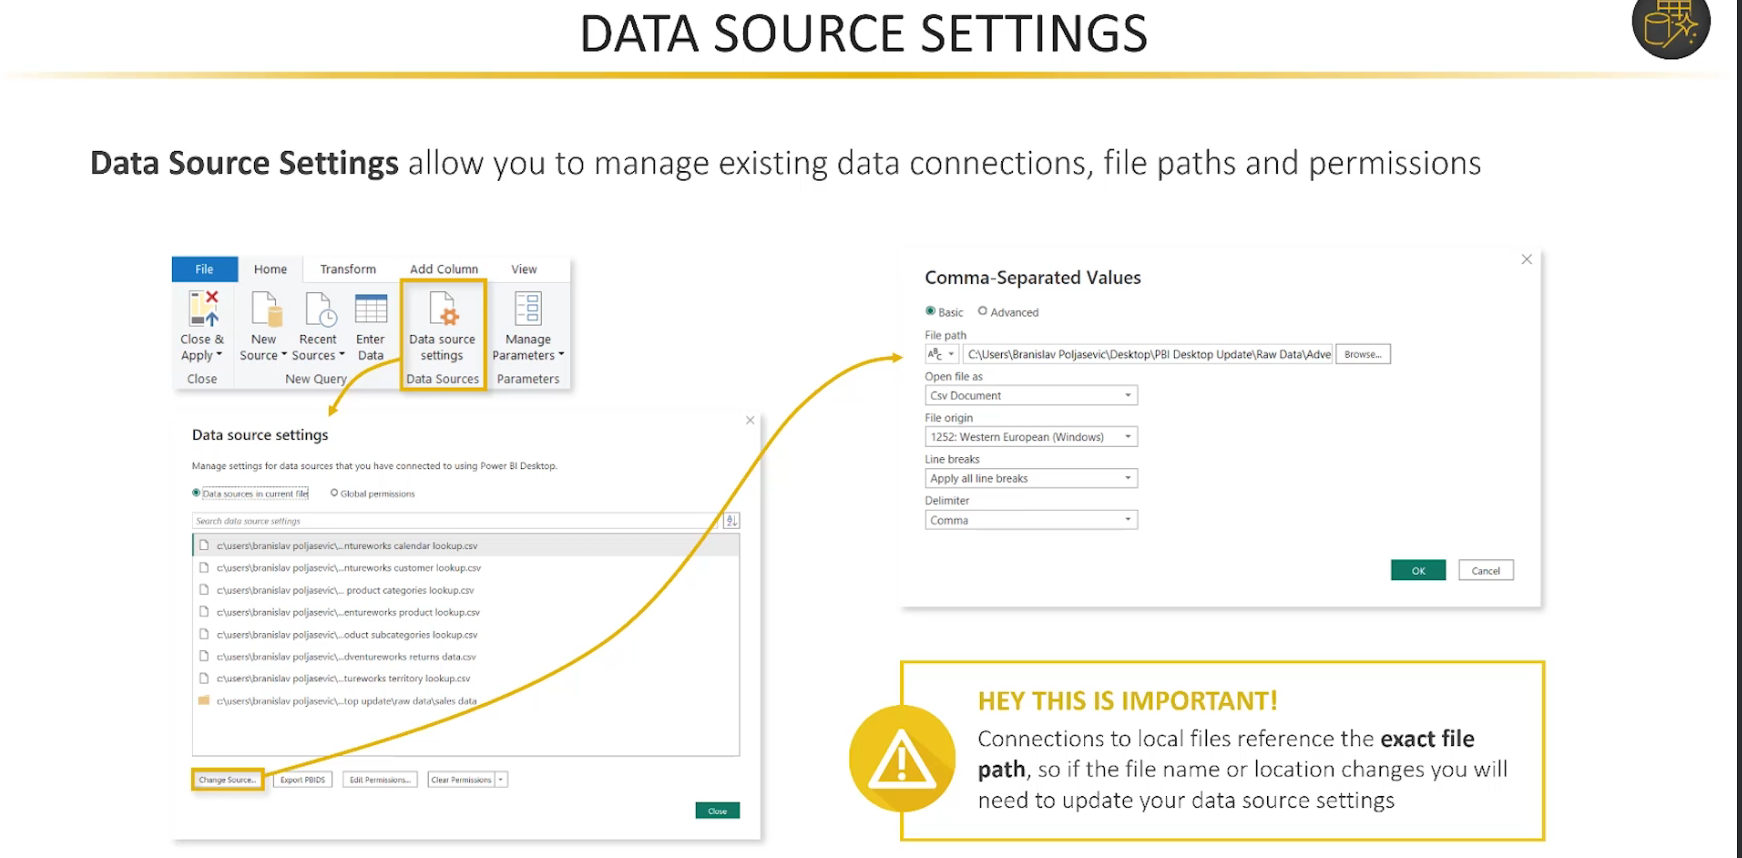 DATA SOURCE SETTINGS
Data Source Settings allow you to manage existing data connections, file paths and permissions
File Home Transform Add Column View
Close & Apply
New Source
Recent Sources
Enter Data
Data source settings
Manage Parameters
Close New Query Data Sources Parameters
Data source settings
Manage settings for data sources that you have connected to using Power BI Desktop.
Data sources in current file Global permissions
Search data source settings
c:\users\branislav poljasevic\...ntureworks calendar lookup.csv
c:\users\branislav poljasevic\...ntureworks customer lookup.csv
c:\users\branislav poljasevic\... product categories lookup.csv
c:\users\branislav poljasevic\...entureworks product lookup.csv
c:\users\branislav poljasevic\...oduct subcategories lookup.csv
c:\users\branislav poljasevic\...dventureworks returns data.csv
c:\users\branislav poljasevic\...tureworks territory lookup.csv
c:\users\branislav poljasevic\...top update\raw data\sales data
Change Source... Export PBIDS Edit Permissions... Clear Permissions
Close
Comma-Separated Values
Basic Advanced
File path
ABC C:\Users\Branislav Poljasevic\Desktop\PBI Desktop Update\Raw Data\Adve Browse...
Open file as
Csv Document
File origin
1252: Western European (Windows)
Line breaks
Apply all line breaks
Delimiter
Comma
OK Cancel
HEY THIS IS IMPORTANT!
Connections to local files reference the exact file
path, so if the file name or location changes you will
need to update your data source settings